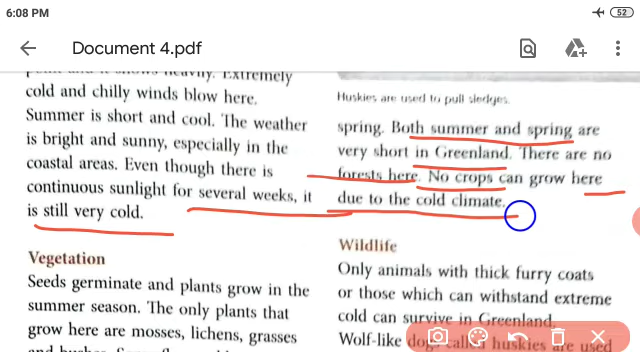 6:08 PM
52
Document 4.pdf
Extremely
cold and chilly winds blow here.
Summer is short and cool. The weather
is bright and sunny, especially in the
coastal areas. Even though there is
continuous sunlight for several weeks, it
is still very cold.
Vegetation
Seeds germinate and plants grow in the
summer season. The only plants that
grow here are mosses, lichens, grasses
Huskies are used to pull sledges.
spring. Both summer and spring are
very short in Greenland. There are no
forests here. No crops can grow here
due to the cold climate.
Wildlife
Only animals with thick furry coats
or those which can withstand extreme
cold can survive in Greenland.
Wolf-like dogs called huskies are used